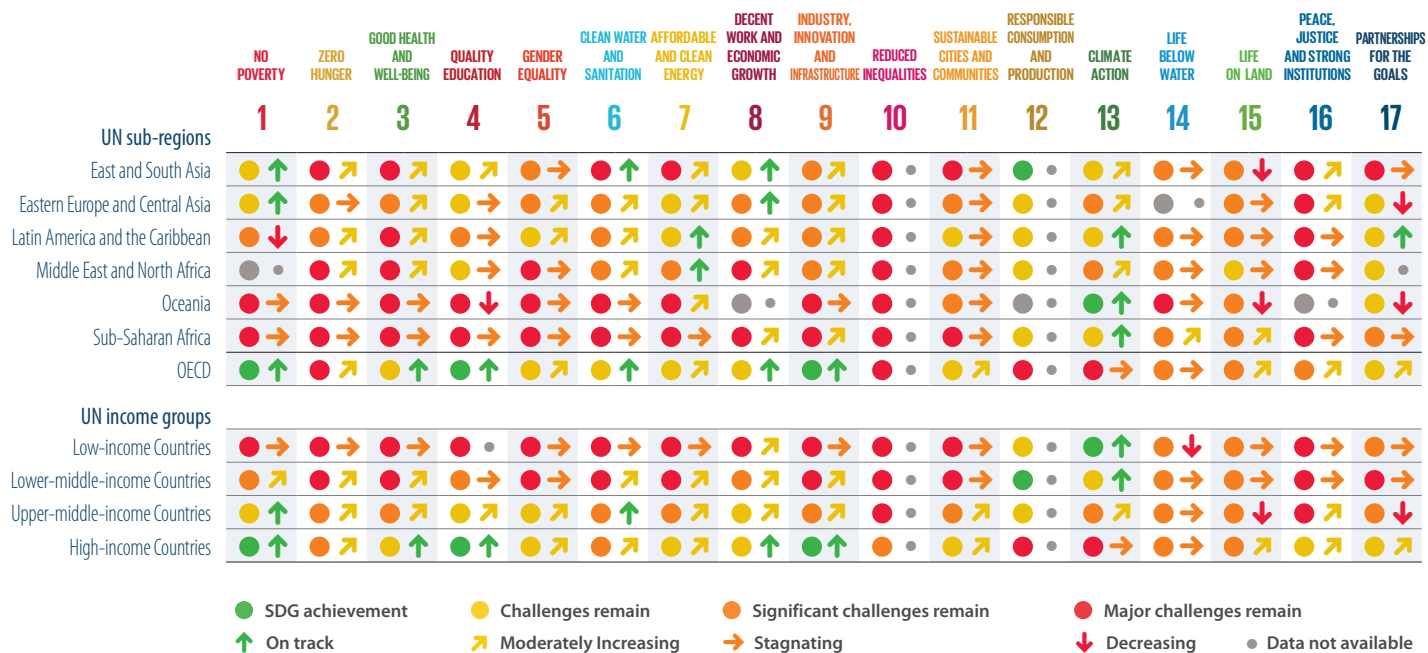 NO POVERTY
ZERO HUNGER
GOOD HEALTH AND WELL-BEING
QUALITY EDUCATION
GENDER EQUALITY
CLEAN WATER AND SANITATION
AFFORDABLE AND CLEAN ENERGY
DECENT WORK AND ECONOMIC GROWTH
INDUSTRY, INNOVATION AND INFRASTRUCTURE
REDUCED INEQUALITIES
SUSTAINABLE CITIES AND COMMUNITIES
RESPONSIBLE CONSUMPTION AND PRODUCTION
CLIMATE ACTION
LIFE BELOW WATER
LIFE ON LAND
PEACE, JUSTICE AND STRONG INSTITUTIONS
PARTNERSHIPS FOR THE GOALS
1 2 3 4 5 6 7 8 9 10 11 12 13 14 15 16 17
UN sub-regions
East and South Asia
Eastern Europe and Central Asia
Latin America and the Caribbean
Middle East and North Africa
Oceania
Sub-Saharan Africa
OECD
UN income groups
Low-income Countries
Lower-middle-income Countries
Upper-middle-income Countries
High-income Countries
SDG achievement Challenges remain Significant challenges remain Major challenges remain
On track Moderately Increasing Stagnating Decreasing Data not available